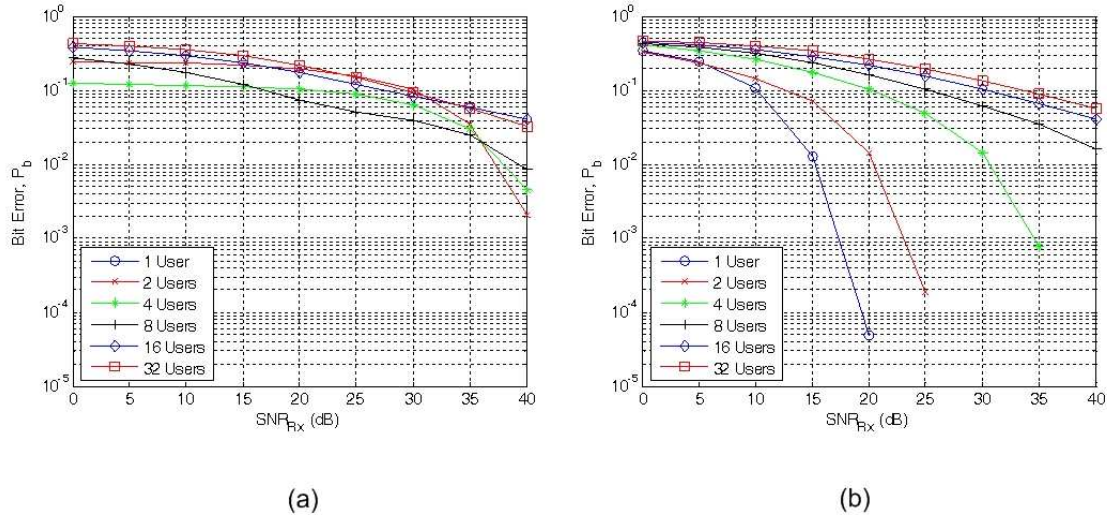 10^0
10^-1
10^-2
10^-3
10^-4
10^-5
Bit Error, P_b
1 User
2 Users
4 Users
8 Users
16 Users
32 Users
0 5 10 15 20 25 30 35 40
SNR_Rx (dB)
(a)
10^0
10^-1
10^-2
10^-3
10^-4
10^-5
Bit Error, P_b
1 User
2 Users
4 Users
8 Users
16 Users
32 Users
0 5 10 15 20 25 30 35 40
SNR_Rx (dB)
(b)